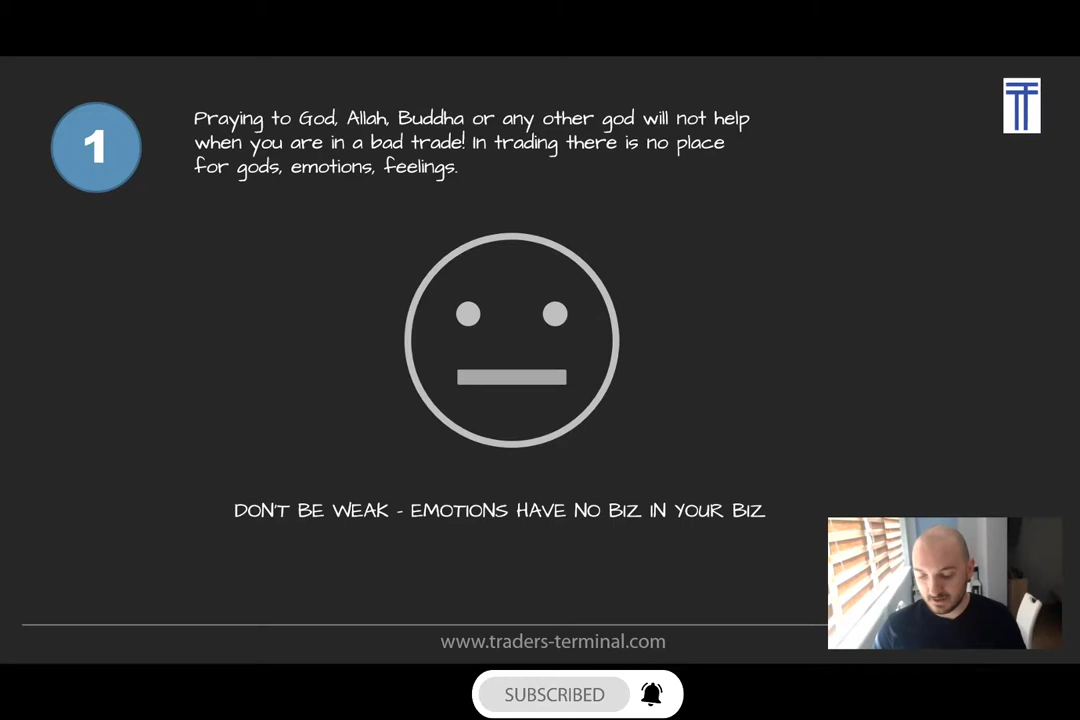 1
Praying to God, Allah, Buddha or any other god will not help
when you are in a bad trade! In trading there is no place
for gods, emotions, feelings.
DON'T BE WEAK - EMOTIONS HAVE NO BIZ IN YOUR BIZ
www.traders-terminal.com
SUBSCRIBED